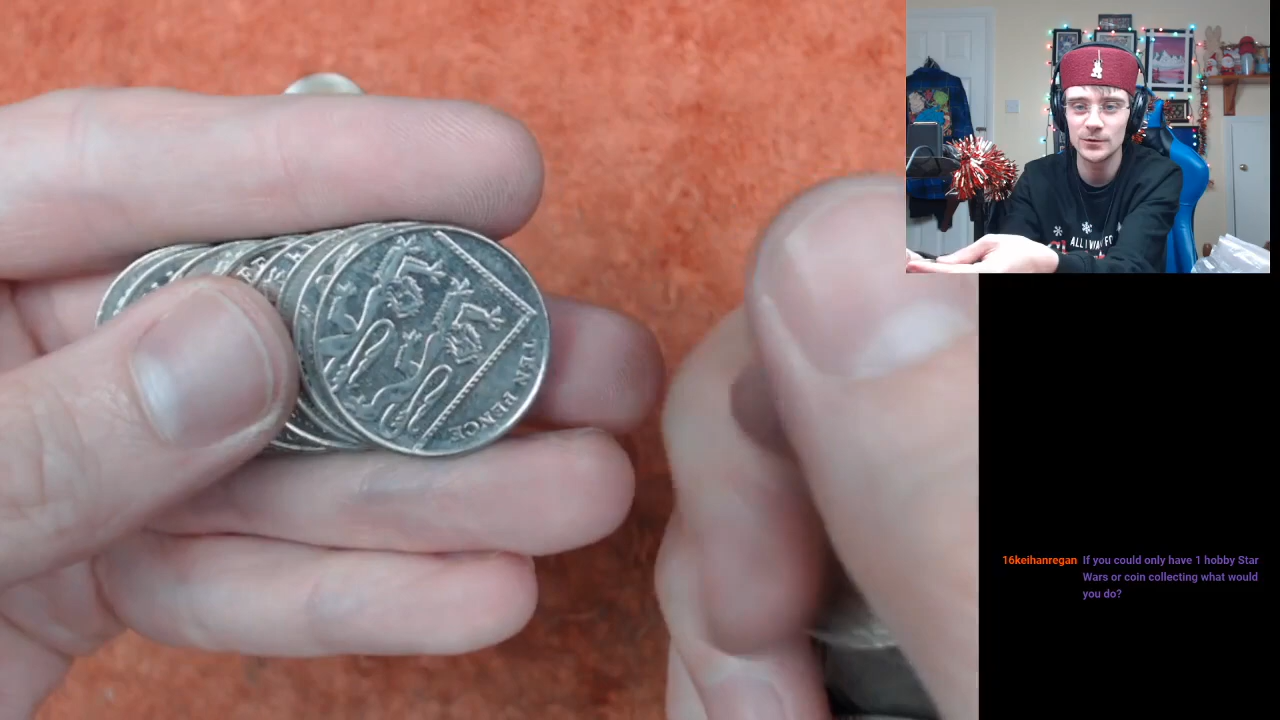 ALL I WA
TEN PENCE
16keihanregan If you could only have 1 hobby Star
Wars or coin collecting what would
you do?